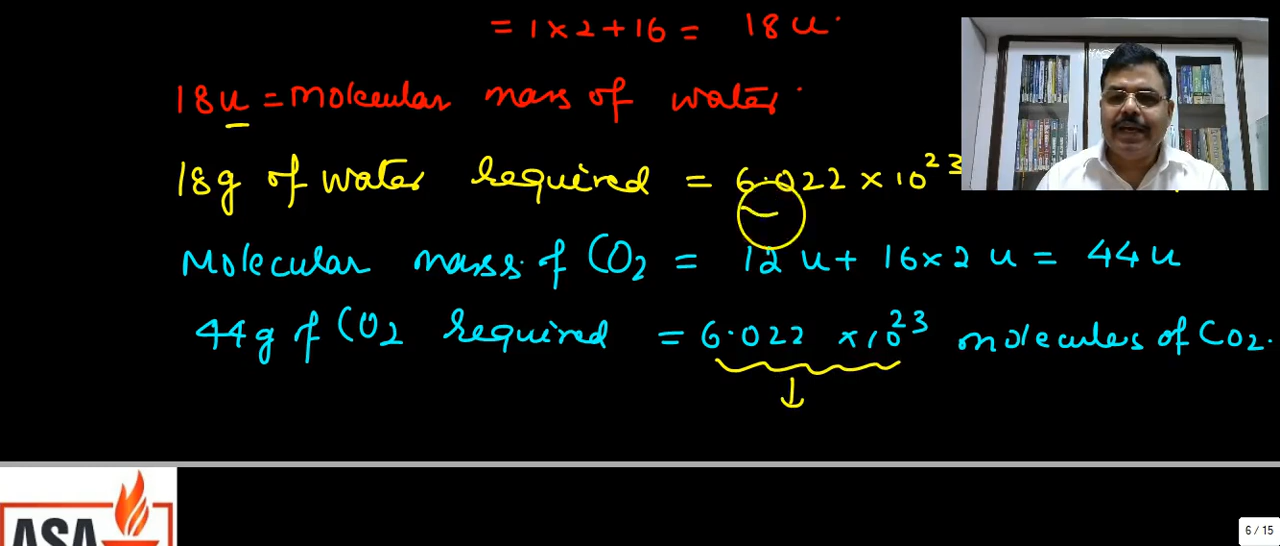 = 1 × 2 + 16 = 18 u.
18u = molecular mass of water.
18g of water required = 6.022 × 10²³
Molecular mass of CO₂ = 12 u + 16 × 2 u = 44 u
44g of CO₂ required = 6.022 × 10²³ molecules of CO₂.
ASA
6 / 15